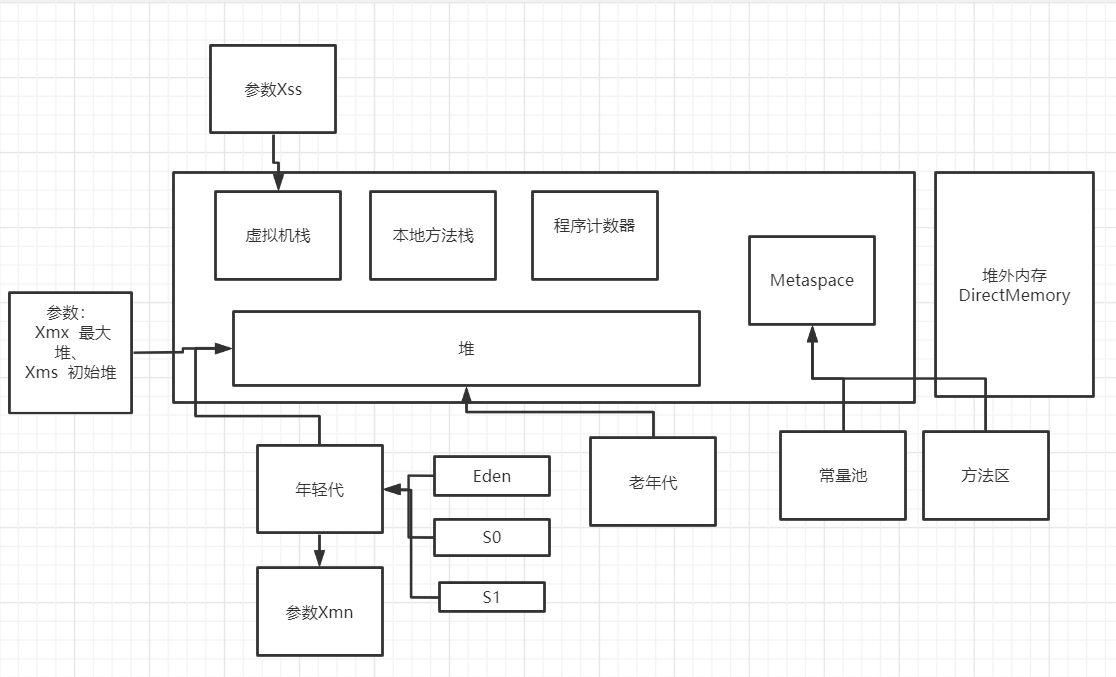 参数Xss
虚拟机栈
本地方法栈
程序计数器
Metaspace
堆外内存
DirectMemory
参数：
Xmx 最大
堆、
Xms 初始堆
堆
年轻代
Eden
S0
S1
老年代
常量池
方法区
参数Xmn